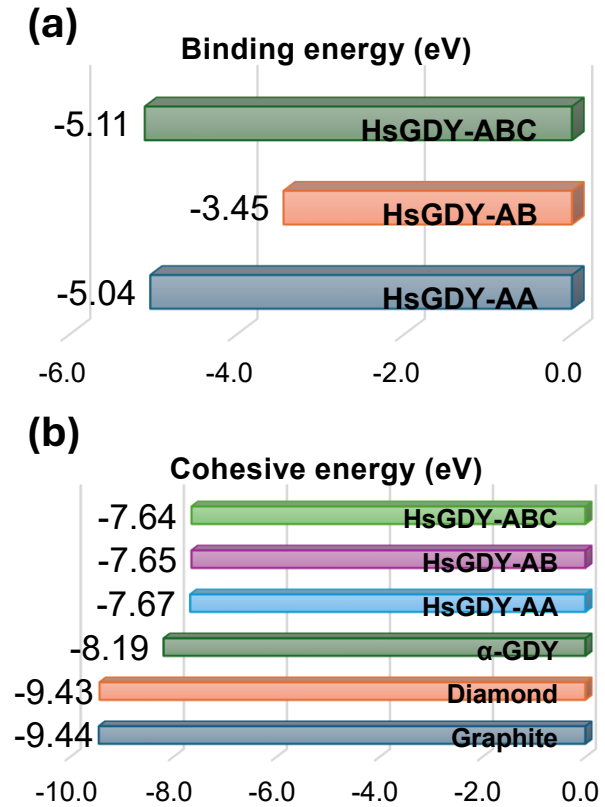 (a)
Binding energy (eV)
-5.11 HsGDY-ABC
-3.45 HsGDY-AB
-5.04 HsGDY-AA
-6.0 -4.0 -2.0 0.0
(b)
Cohesive energy (eV)
-7.64 HsGDY-ABC
-7.65 HsGDY-AB
-7.67 HsGDY-AA
-8.19 α-GDY
-9.43 Diamond
-9.44 Graphite
-10.0 -8.0 -6.0 -4.0 -2.0 0.0